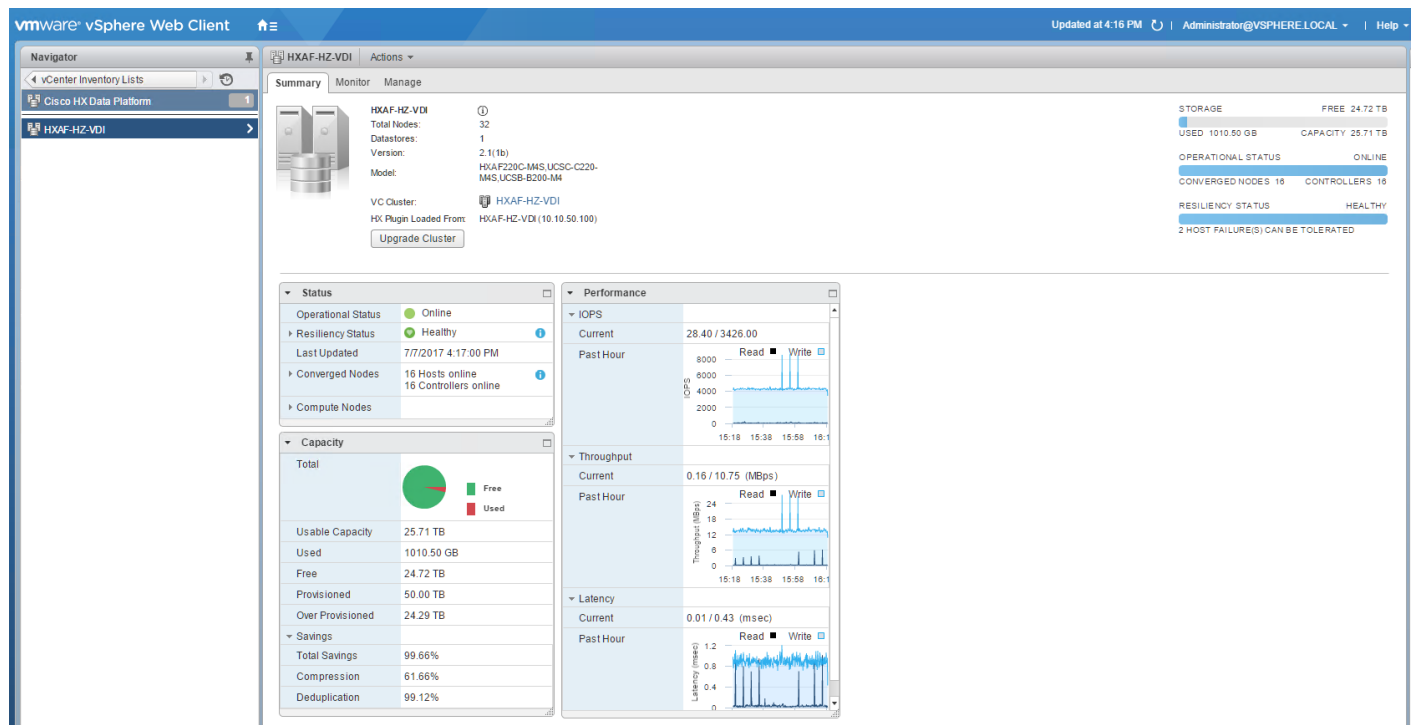 vmware® vSphere Web Client
Updated at 4:16 PM | Administrator@VSPHERE.LOCAL | Help
Navigator
vCenter Inventory Lists
Cisco HX Data Platform 1
HXAF-HZ-VDI
HXAF-HZ-VDI Actions
Summary Monitor Manage
HXAF-HZ-VDI
Total Nodes: 32
Datastores: 1
Version: 2.1(1b)
Model: HXAF220C-M4S,UCSC-C220-
M4S,UCSB-B200-M4
VC Cluster: HXAF-HZ-VDI
HX Plugin Loaded From: HXAF-HZ-VDI (10.10.50.100)
Upgrade Cluster
STORAGE FREE 24.72 TB
USED 1010.50 GB CAPACITY 25.71 TB
OPERATIONAL STATUS ONLINE
CONVERGED NODES 16 CONTROLLERS 16
RESILIENCY STATUS HEALTHY
2 HOST FAILURE(S) CAN BE TOLERATED
Status
Operational Status Online
Resiliency Status Healthy
Last Updated 7/7/2017 4:17:00 PM
Converged Nodes 16 Hosts online
16 Controllers online
Compute Nodes
Capacity
Total
Free
Used
Usable Capacity 25.71 TB
Used 1010.50 GB
Free 24.72 TB
Provisioned 50.00 TB
Over Provisioned 24.29 TB
Savings
Total Savings 99.66%
Compression 61.66%
Deduplication 99.12%
Performance
IOPS
Current 28.40 / 3426.00
Past Hour
Read Write
8000
6000
4000
2000
0
IOPS
15:18 15:38 15:58 16:1
Throughput
Current 0.16 / 10.75 (MBps)
Past Hour
Read Write
24
18
12
6
0
Throughput (MBps)
15:18 15:38 15:58 16:1
Latency
Current 0.01 / 0.43 (msec)
Past Hour
Read Write
1.2
0.8
0.4
0
Latency (msec)